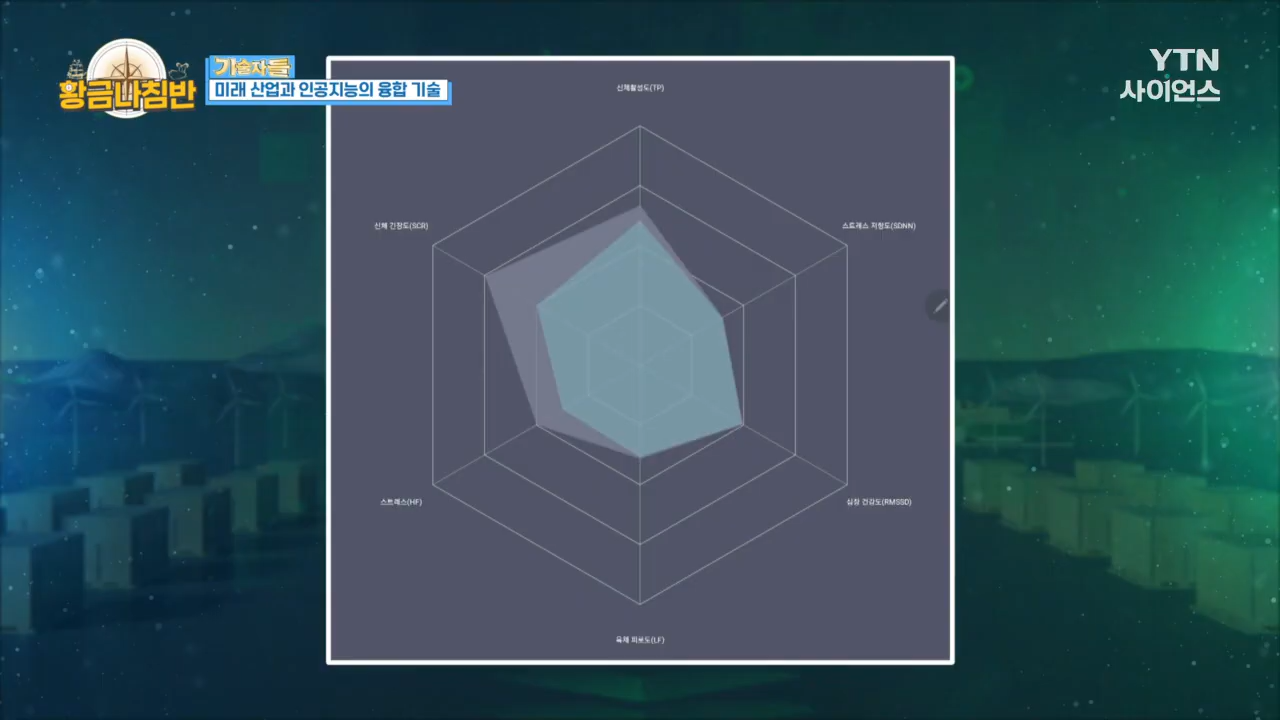 황금나침반
기술자들
미래 산업과 인공지능의 융합 기술
YTN
사이언스
신체활성도(TP)
신체 긴장도(SCR)
스트레스 저항도(SDNN)
스트레스(HF)
심장 건강도(RMSSD)
육체 피로도(LF)